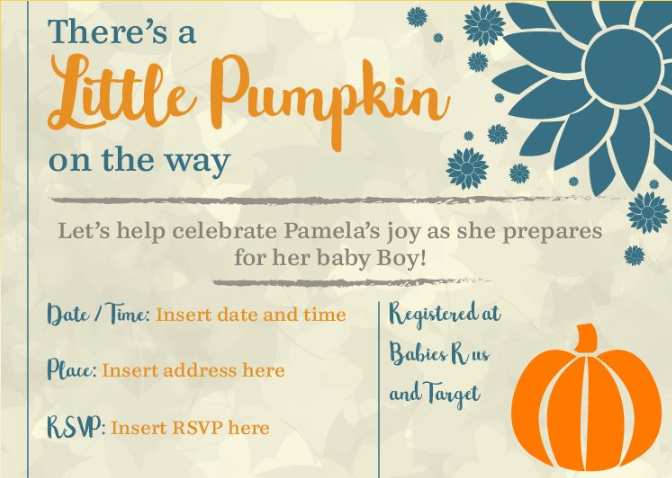 There's a
Little Pumpkin
on the way
Let's help celebrate Pamela's joy as she prepares
for her baby Boy!
Date / Time: Insert date and time
Place: Insert address here
RSVP: Insert RSVP here
Registered at
Babies R us
and Target